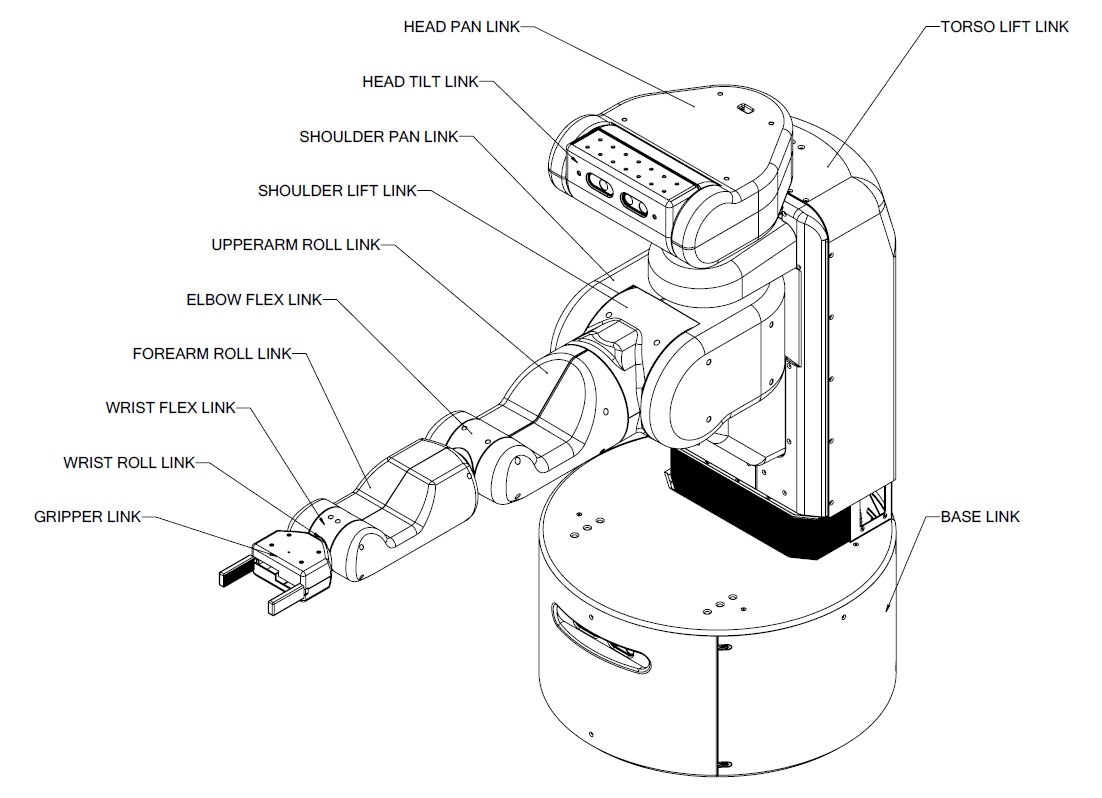 HEAD PAN LINK
TORSO LIFT LINK
HEAD TILT LINK
SHOULDER PAN LINK
SHOULDER LIFT LINK
UPPERARM ROLL LINK
ELBOW FLEX LINK
FOREARM ROLL LINK
WRIST FLEX LINK
WRIST ROLL LINK
GRIPPER LINK
BASE LINK